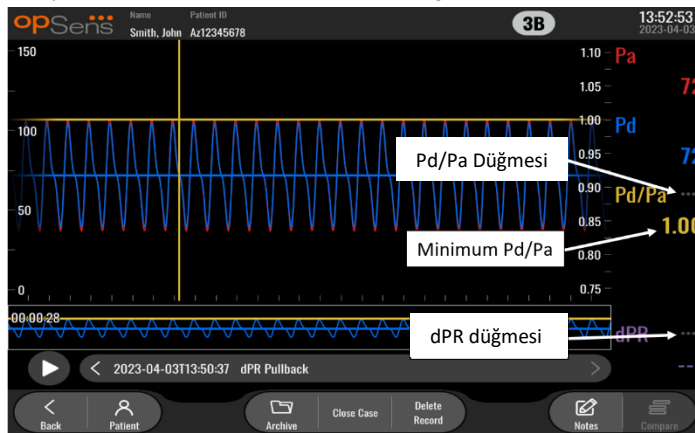 opSens
Name Patient ID
Smith, John Az12345678
3B
13:52:53
2023-04-03
150
100
50
0
1.10
1.05
1.00
0.95
0.90
0.85
0.80
0.75
Pa
72
Pd
72
Pd/Pa Düğmesi
Pd/Pa
---
Minimum Pd/Pa
1.00
00:00:28
dPR düğmesi
dPR
---
--
2023-04-03T13:50:37 dPR Pullback
Back
Patient
Archive
Close Case
Delete
Record
Notes
Compare